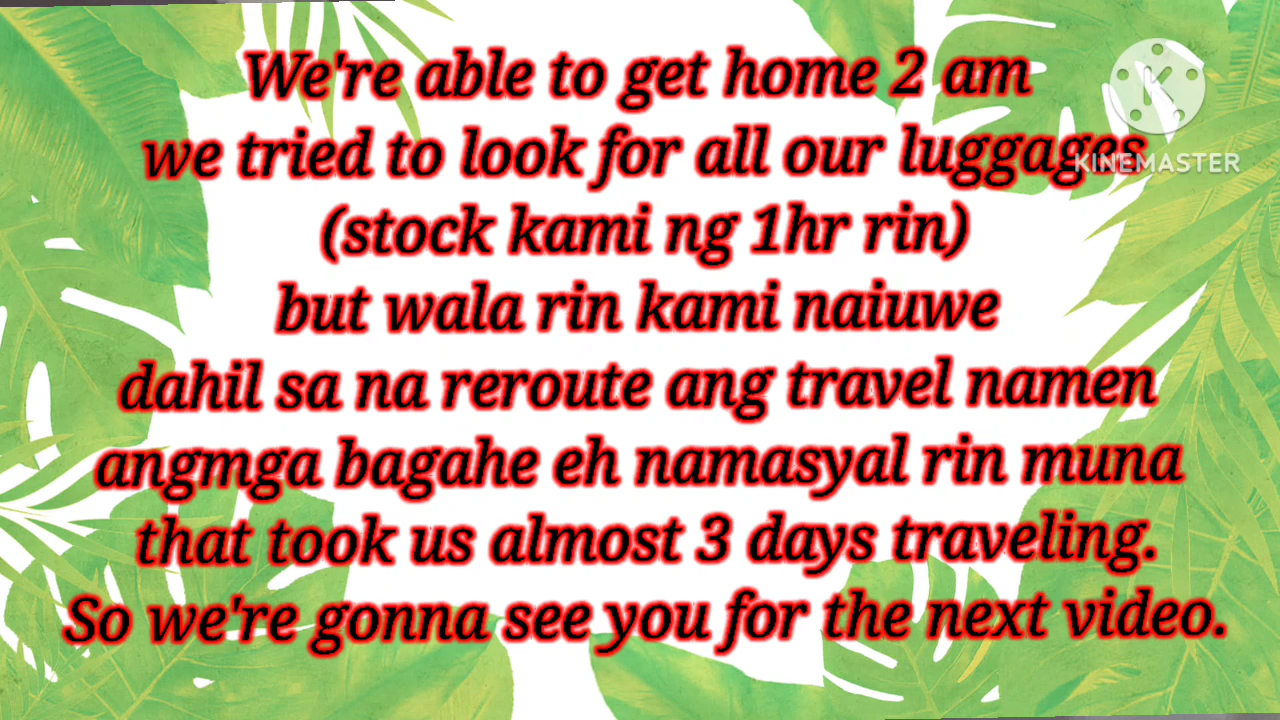 We're able to get home 2 am
we tried to look for all our luggages
KINEMASTER
(stock kami ng 1hr rin)
but wala rin kami naiuwe
dahil sa na reroute ang travel namen
angmga bagahe eh namasyal rin muna
that took us almost 3 days traveling.
So we're gonna see you for the next video.